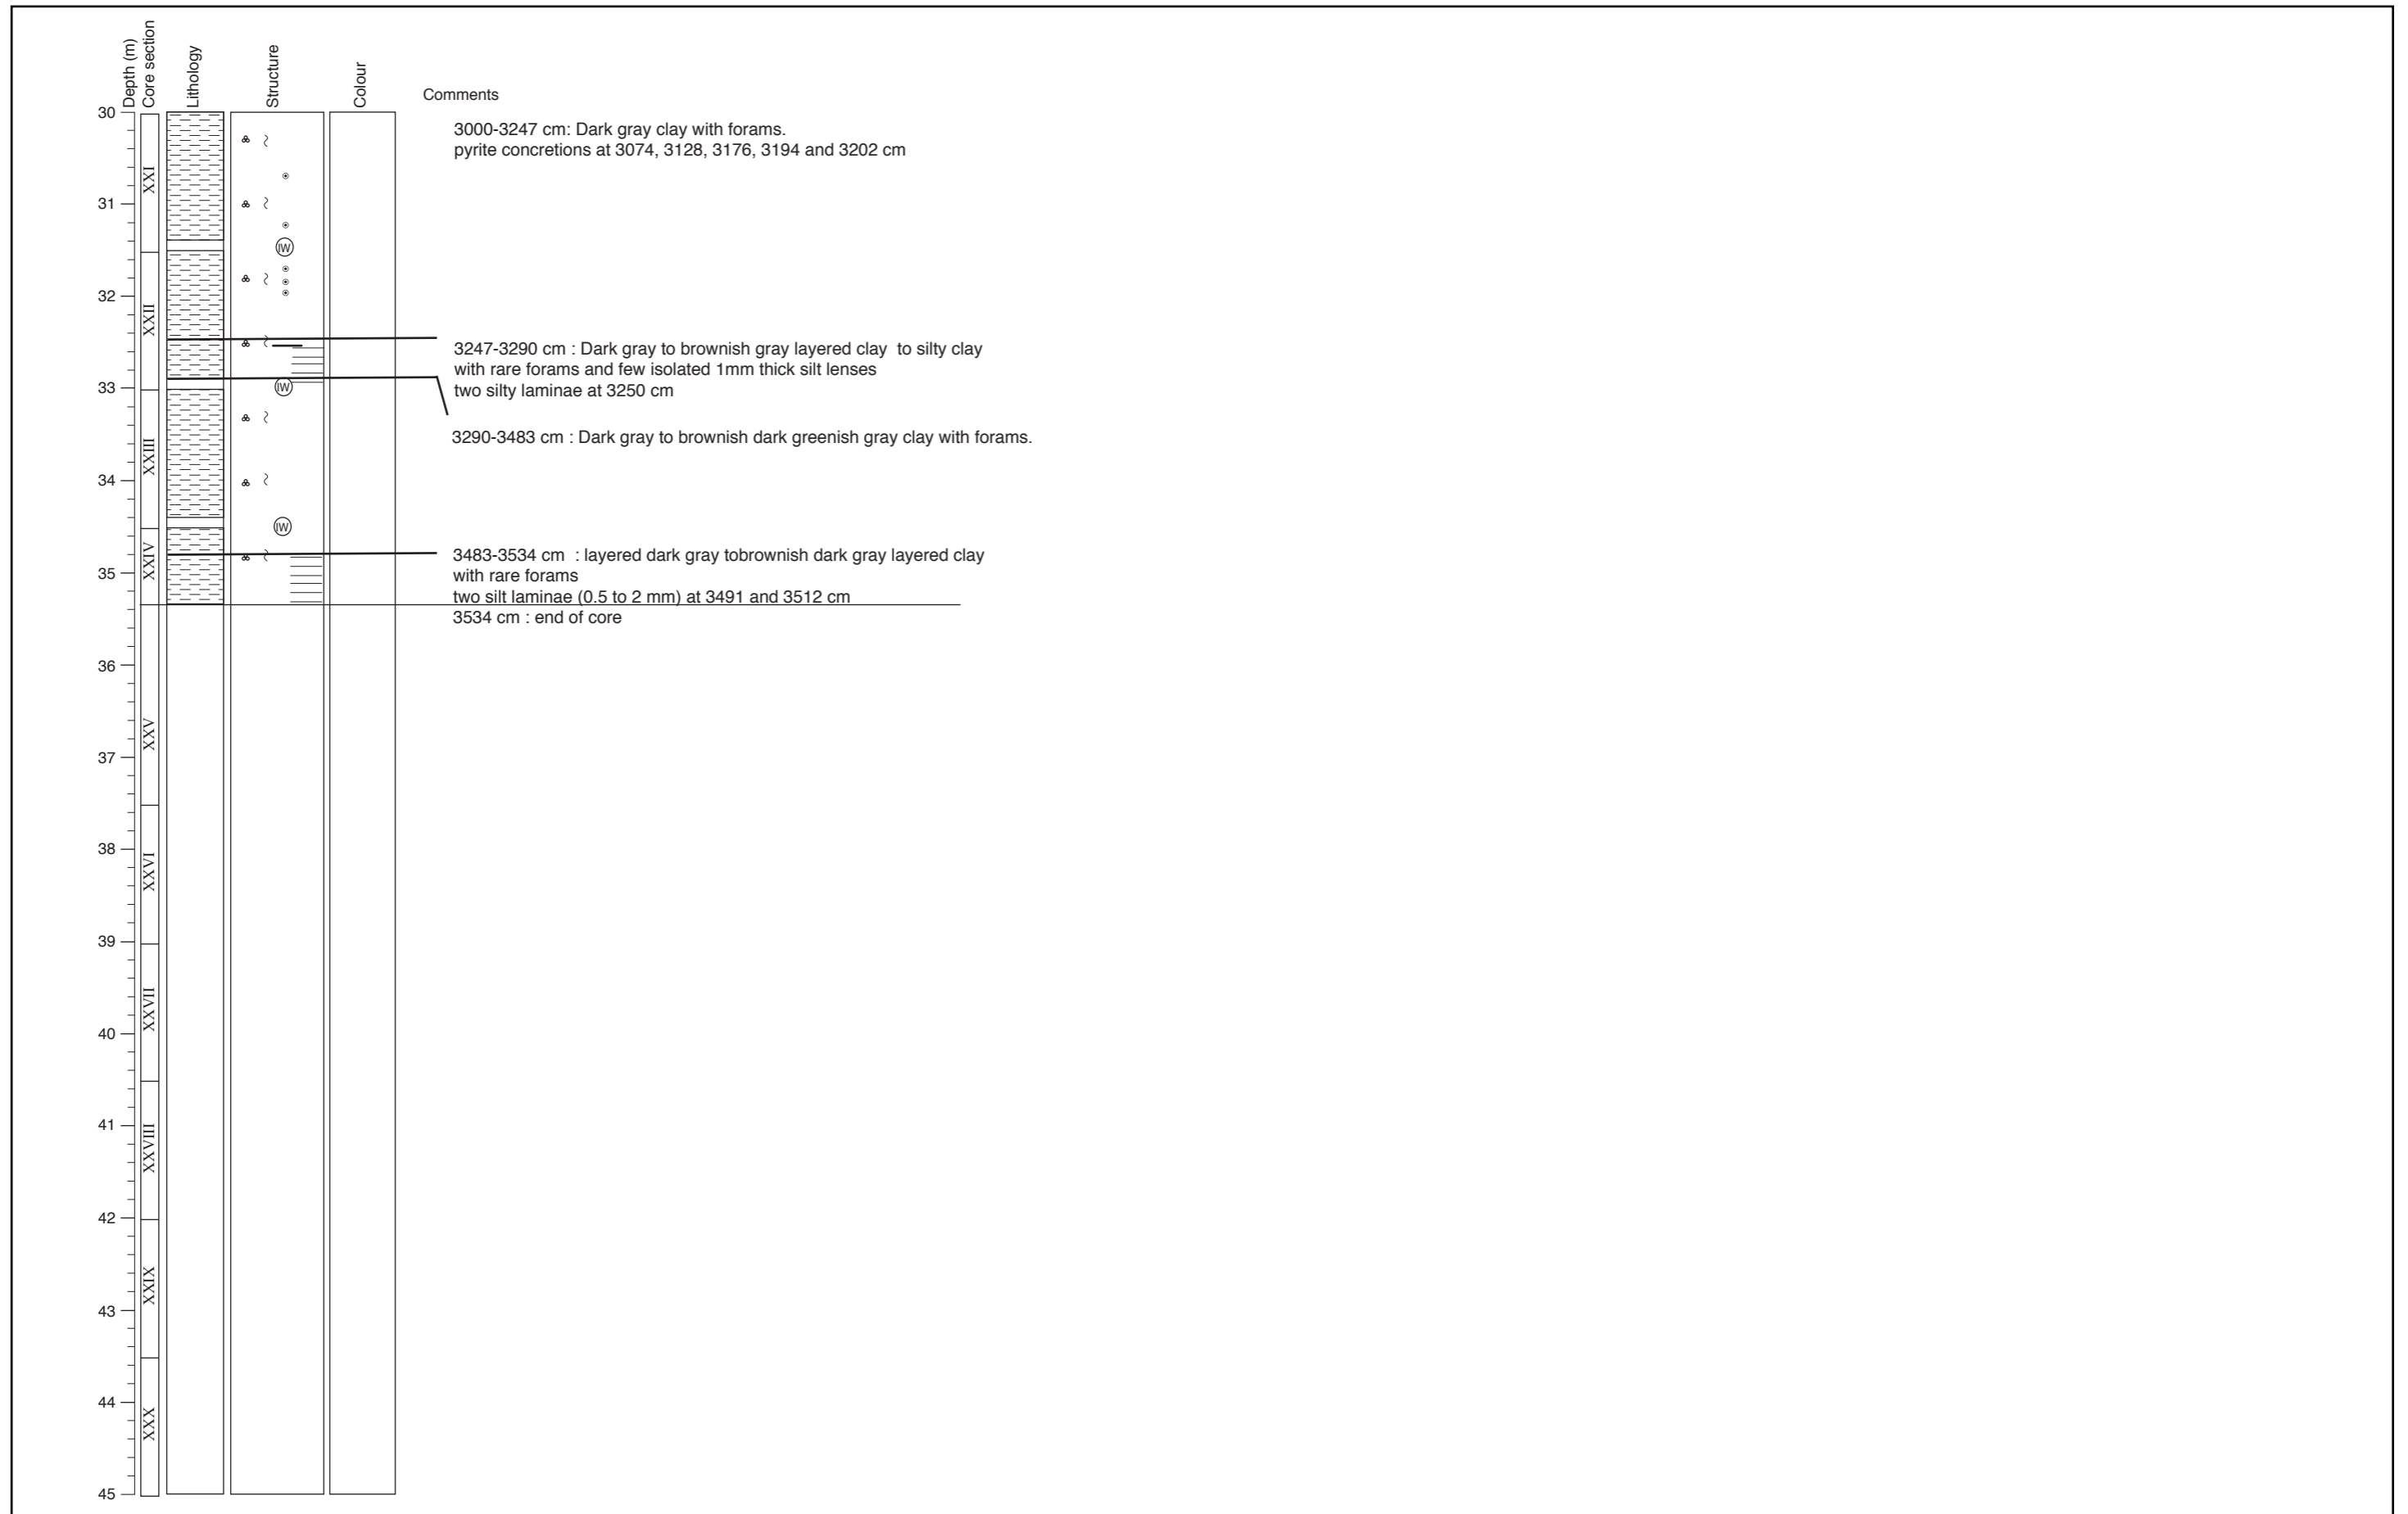 Depth (m)
Core section
Lithology
Structure
Colour
Comments
30
31
32
33
34
35
36
37
38
39
40
41
42
43
44
45
XXI
XXII
XXIII
XXIV
XXV
XXVI
XXVII
XXVIII
XXIX
XXX
IW
IW
IW
3000-3247 cm: Dark gray clay with forams.
pyrite concretions at 3074, 3128, 3176, 3194 and 3202 cm
3247-3290 cm : Dark gray to brownish gray layered clay to silty clay
with rare forams and few isolated 1mm thick silt lenses
two silty laminae at 3250 cm
3290-3483 cm : Dark gray to brownish dark greenish gray clay with forams.
3483-3534 cm : layered dark gray tobrownish dark gray layered clay
with rare forams
two silt laminae (0.5 to 2 mm) at 3491 and 3512 cm
3534 cm : end of core